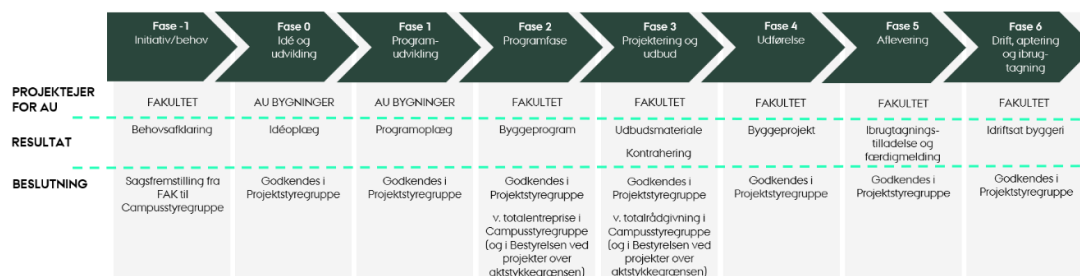 Fase -1
Initiativ/behov
Fase 0
Idé og
udvikling
Fase 1
Program-
udvikling
Fase 2
Programfase
Fase 3
Projektering og
udbud
Fase 4
Udførelse
Fase 5
Aflevering
Fase 6
Drift, aptering
og ibrug-
tagning
PROJEKTEJER
FOR AU
FAKULTET
AU BYGNINGER
AU BYGNINGER
FAKULTET
FAKULTET
FAKULTET
FAKULTET
FAKULTET
RESULTAT
Behovsafklaring
Idéoplæg
Programoplæg
Byggeprogram
Udbudsmateriale
Kontrahering
Byggeprojekt
Ibrugtagnings-
tilladelse og
færdigmelding
Idriftsat byggeri
BESLUTNING
Sagsfremstilling fra
FAK til
Campusstyregruppe
Godkendes i
Projektstyregruppe
Godkendes i
Projektstyregruppe
Godkendes i
Projektstyregruppe
v. totalentreprise i
Campusstyregruppe
(og i Bestyrelsen ved
projekter over
aktstykkegrænsen)
Godkendes i
Projektstyregruppe
v. totalrådgivning i
Campusstyregruppe
(og i Bestyrelsen ved
projekter over
aktstykkegrænsen)
Godkendes i
Projektstyregruppe
Godkendes i
Projektstyregruppe
Godkendes i
Projektstyregruppe